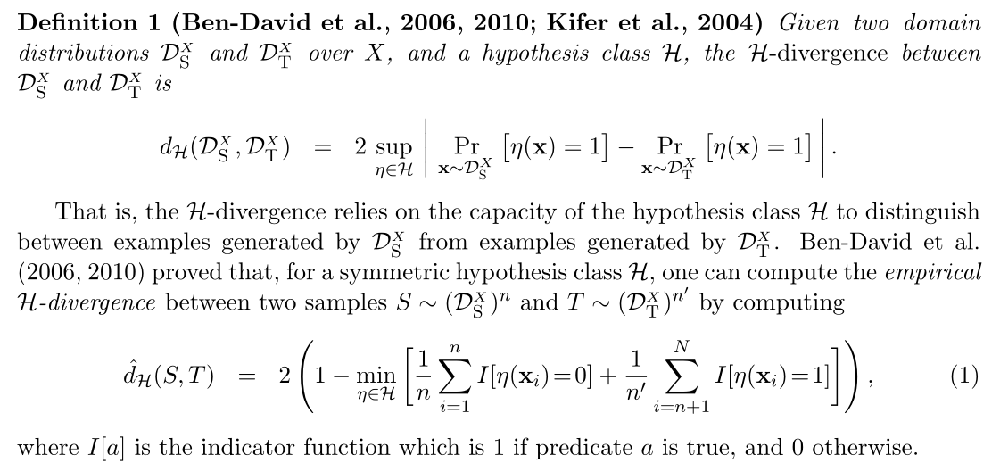 Definition 1 (Ben-David et al., 2006, 2010; Kifer et al., 2004) Given two domain
distributions $\mathcal{D}_{\mathrm{S}}^{X}$ and $\mathcal{D}_{\mathrm{T}}^{X}$ over $X$, and a hypothesis class $\mathcal{H}$, the $\mathcal{H}$-divergence between
$\mathcal{D}_{\mathrm{S}}^{X}$ and $\mathcal{D}_{\mathrm{T}}^{X}$ is
$d_{\mathcal{H}}(\mathcal{D}_{\mathrm{S}}^{X}, \mathcal{D}_{\mathrm{T}}^{X}) = 2 \sup_{\eta \in \mathcal{H}} \left| \Pr_{\mathbf{x} \sim \mathcal{D}_{\mathrm{S}}^{X}} [\eta(\mathbf{x}) = 1] - \Pr_{\mathbf{x} \sim \mathcal{D}_{\mathrm{T}}^{X}} [\eta(\mathbf{x}) = 1] \right|.$
That is, the $\mathcal{H}$-divergence relies on the capacity of the hypothesis class $\mathcal{H}$ to distinguish
between examples generated by $\mathcal{D}_{\mathrm{S}}^{X}$ from examples generated by $\mathcal{D}_{\mathrm{T}}^{X}$. Ben-David et al.
(2006, 2010) proved that, for a symmetric hypothesis class $\mathcal{H}$, one can compute the empirical
$\mathcal{H}$-divergence between two samples $S \sim (\mathcal{D}_{\mathrm{S}}^{X})^{n}$ and $T \sim (\mathcal{D}_{\mathrm{T}}^{X})^{n'}$ by computing
$\hat{d}_{\mathcal{H}}(S, T) = 2 \left( 1 - \min_{\eta \in \mathcal{H}} \left[ \frac{1}{n} \sum_{i=1}^{n} I[\eta(\mathbf{x}_i) = 0] + \frac{1}{n'} \sum_{i=n+1}^{N} I[\eta(\mathbf{x}_i) = 1] \right] \right),$ (1)
where $I[a]$ is the indicator function which is 1 if predicate $a$ is true, and 0 otherwise.